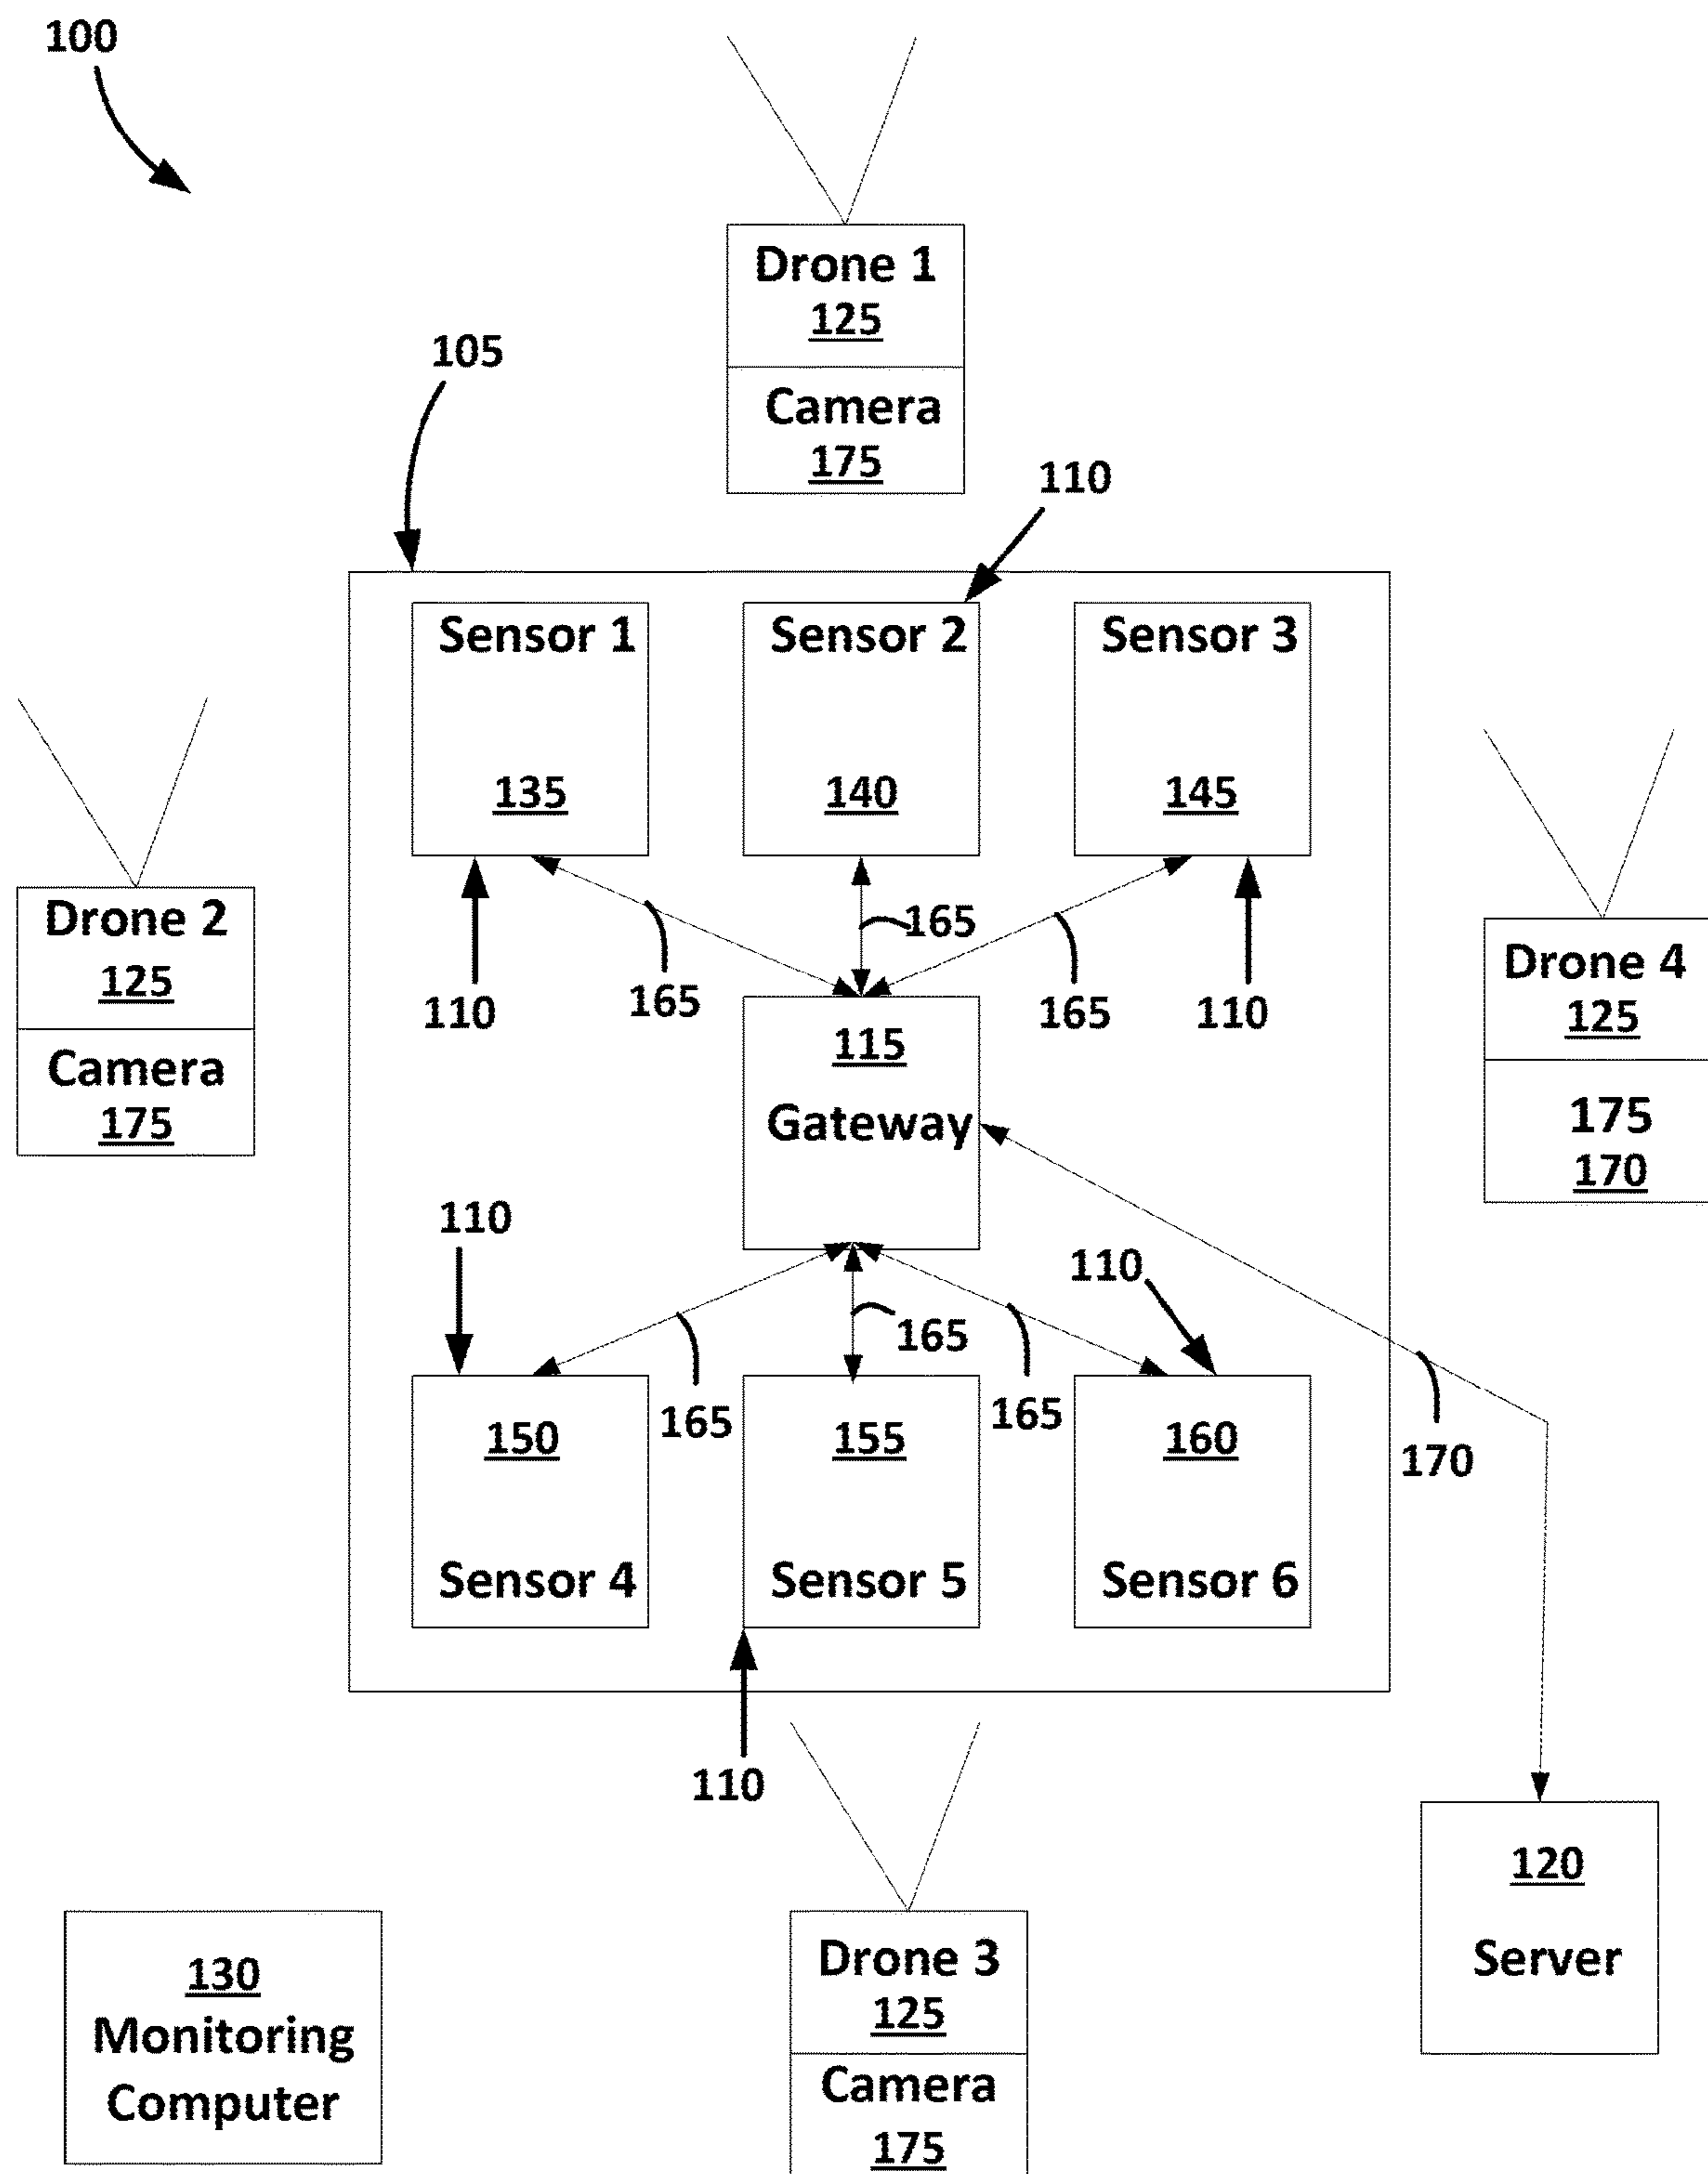 100
Drone 1
125
Camera
175
105
110
Sensor 1
135
Sensor 2
140
Sensor 3
145
110
165
165
165
110
Drone 2
125
Camera
175
115
Gateway
Drone 4
125
175
170
110
110
165
165
165
170
150
Sensor 4
155
Sensor 5
160
Sensor 6
110
120
Server
130
Monitoring
Computer
Drone 3
125
Camera
175